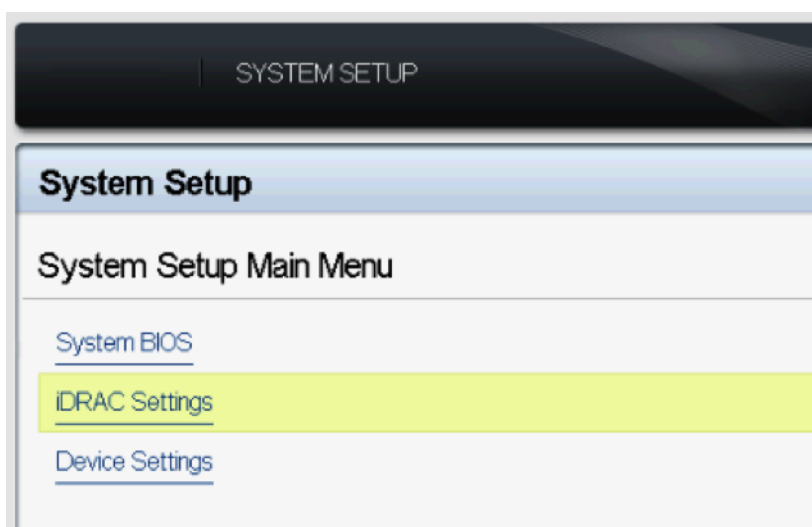 SYSTEM SETUP
System Setup
System Setup Main Menu
System BIOS
iDRAC Settings
Device Settings